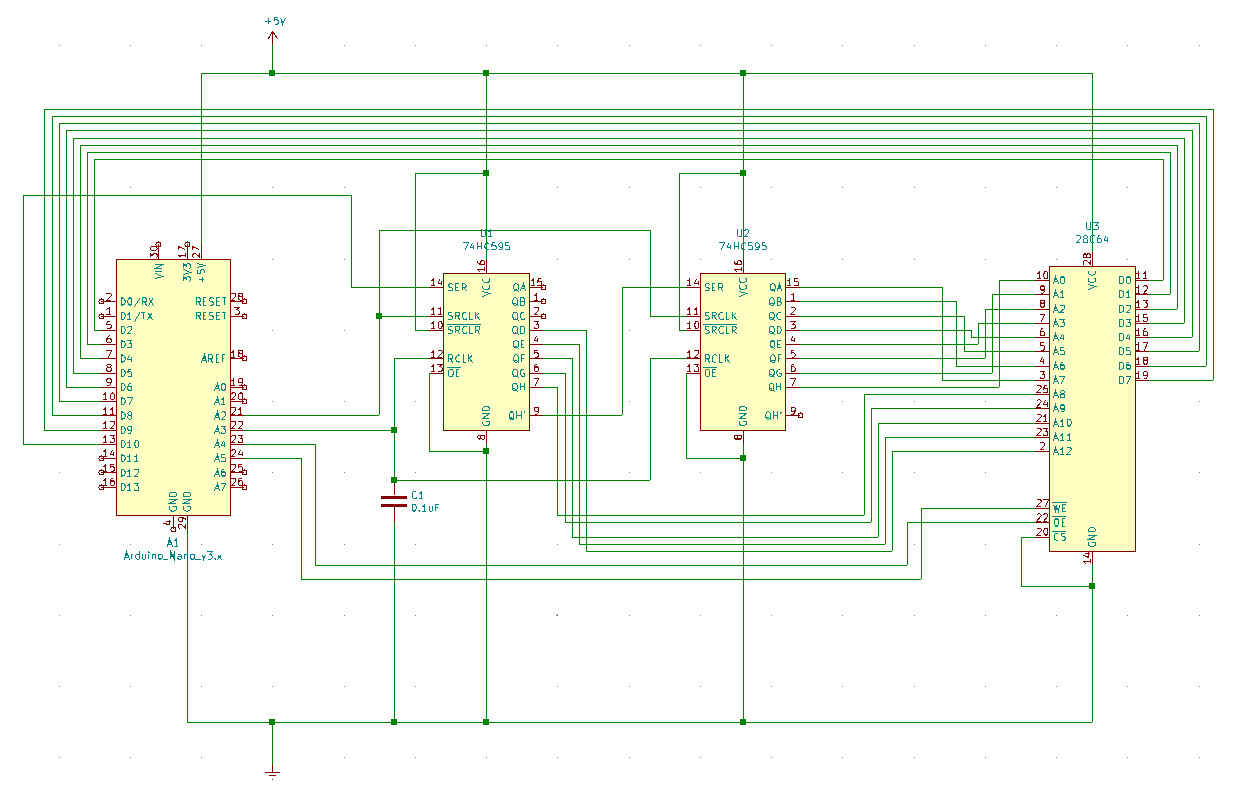 +5V
U1
74HC595
U2
74HC595
U3
28C64
30 17 27
VIN 3V3 +5V
2 D0/RX RESET 28
1 D1/TX RESET 3
5 D2
6 D3
7 D4 AREF 18
8 D5
9 D6 A0 19
10 D7 A1 20
11 D8 A2 21
12 D9 A3 22
13 D10 A4 23
14 D11 A5 24
15 D12 A6 25
16 D13 A7 26
GND GND
4 29
A1
Arduino_Nano_v3.x
16
VCC
14 SER QA 15
QB 1
11 SRCLK QC 2
10 SRCLR QD 3
QE 4
12 RCLK QF 5
13 OE QG 6
QH 7
QH' 9
GND
8
C1
0.1uF
16
VCC
14 SER QA 15
QB 1
11 SRCLK QC 2
10 SRCLR QD 3
QE 4
12 RCLK QF 5
13 OE QG 6
QH 7
QH' 9
GND
8
28
VCC
10 A0 D0 11
9 A1 D1 12
8 A2 D2 13
7 A3 D3 15
6 A4 D4 16
5 A5 D5 17
4 A6 D6 18
3 A7 D7 19
25 A8
24 A9
21 A10
23 A11
2 A12
27 WE
22 OE
20 CS
GND
14